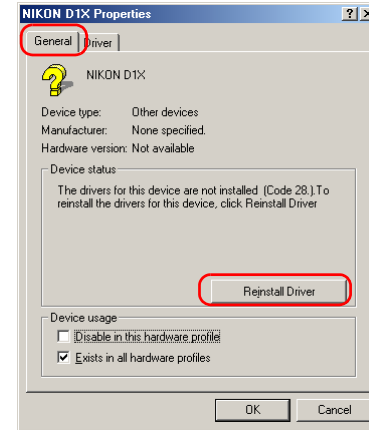 NIKON D1X Properties
General
Driver
NIKON D1X
Device type: Other devices
Manufacturer: None specified.
Hardware version: Not available
Device status
The drivers for this device are not installed (Code 28.).To
reinstall the drivers for this device, click Reinstall Driver
Reinstall Driver
Device usage
Disable in this hardware profile
Exists in all hardware profiles
OK
Cancel